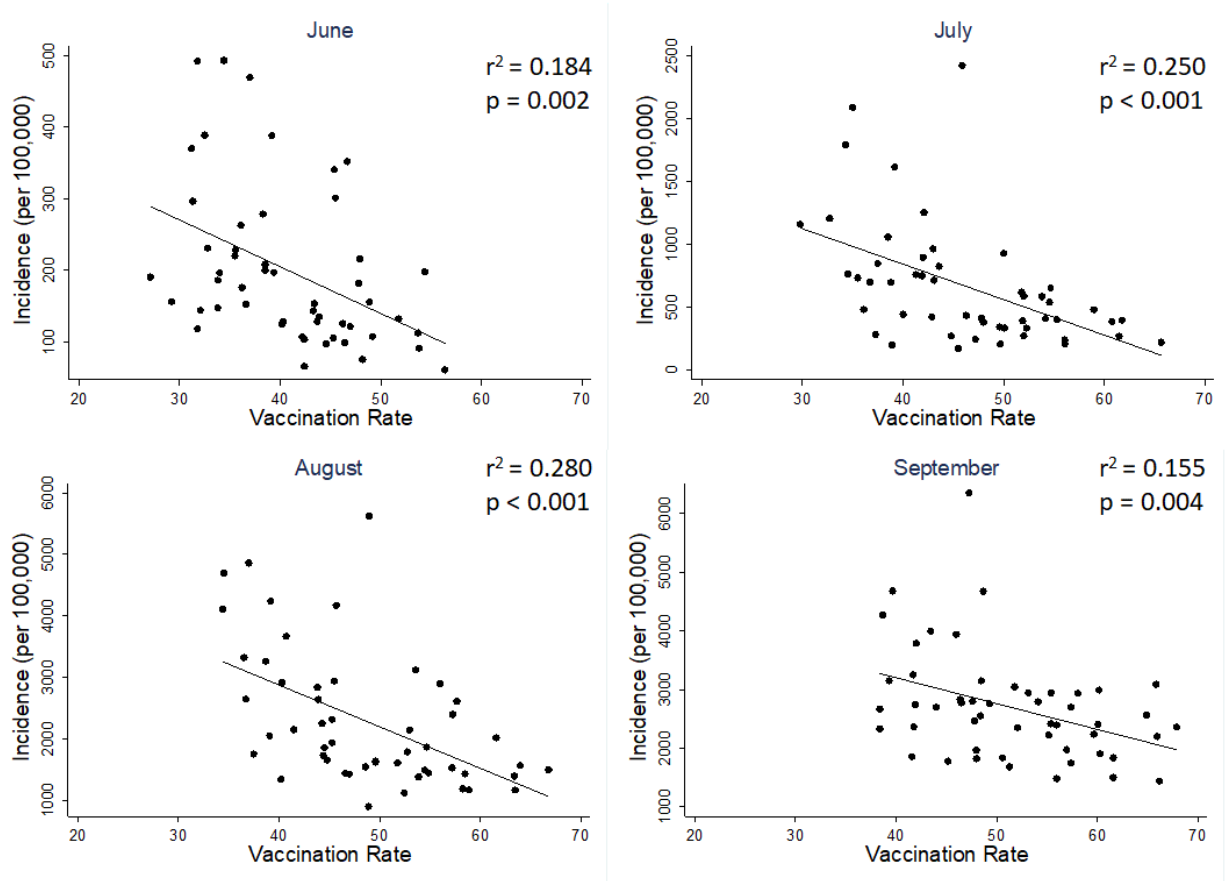 June
r² = 0.184
p = 0.002
Incidence (per 100,000)
500
400
300
200
100
20 30 40 50 60 70
Vaccination Rate
July
r² = 0.250
p < 0.001
Incidence (per 100,000)
2500
2000
1500
1000
500
0
20 30 40 50 60 70
Vaccination Rate
August
r² = 0.280
p < 0.001
Incidence (per 100,000)
6000
5000
4000
3000
2000
1000
20 30 40 50 60 70
Vaccination Rate
September
r² = 0.155
p = 0.004
Incidence (per 100,000)
6000
5000
4000
3000
2000
1000
20 30 40 50 60 70
Vaccination Rate